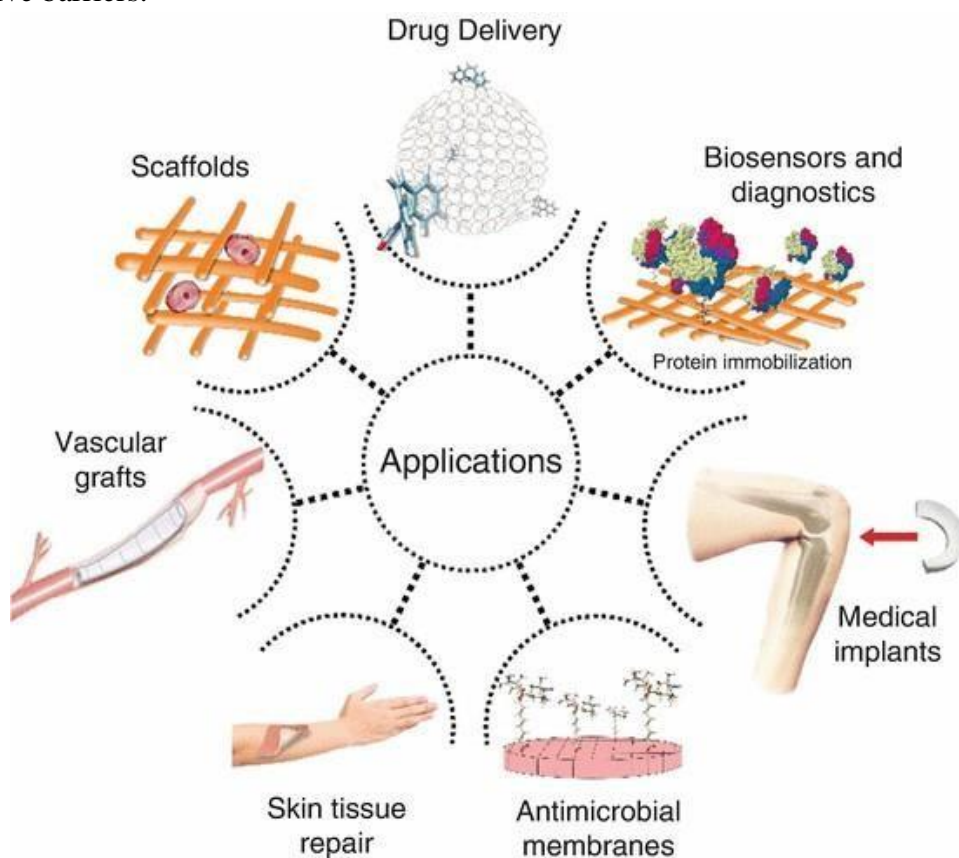 Drug Delivery
Scaffolds
Biosensors and
diagnostics
Protein immobilization
Vascular
grafts
Applications
Medical
implants
Skin tissue
repair
Antimicrobial
membranes